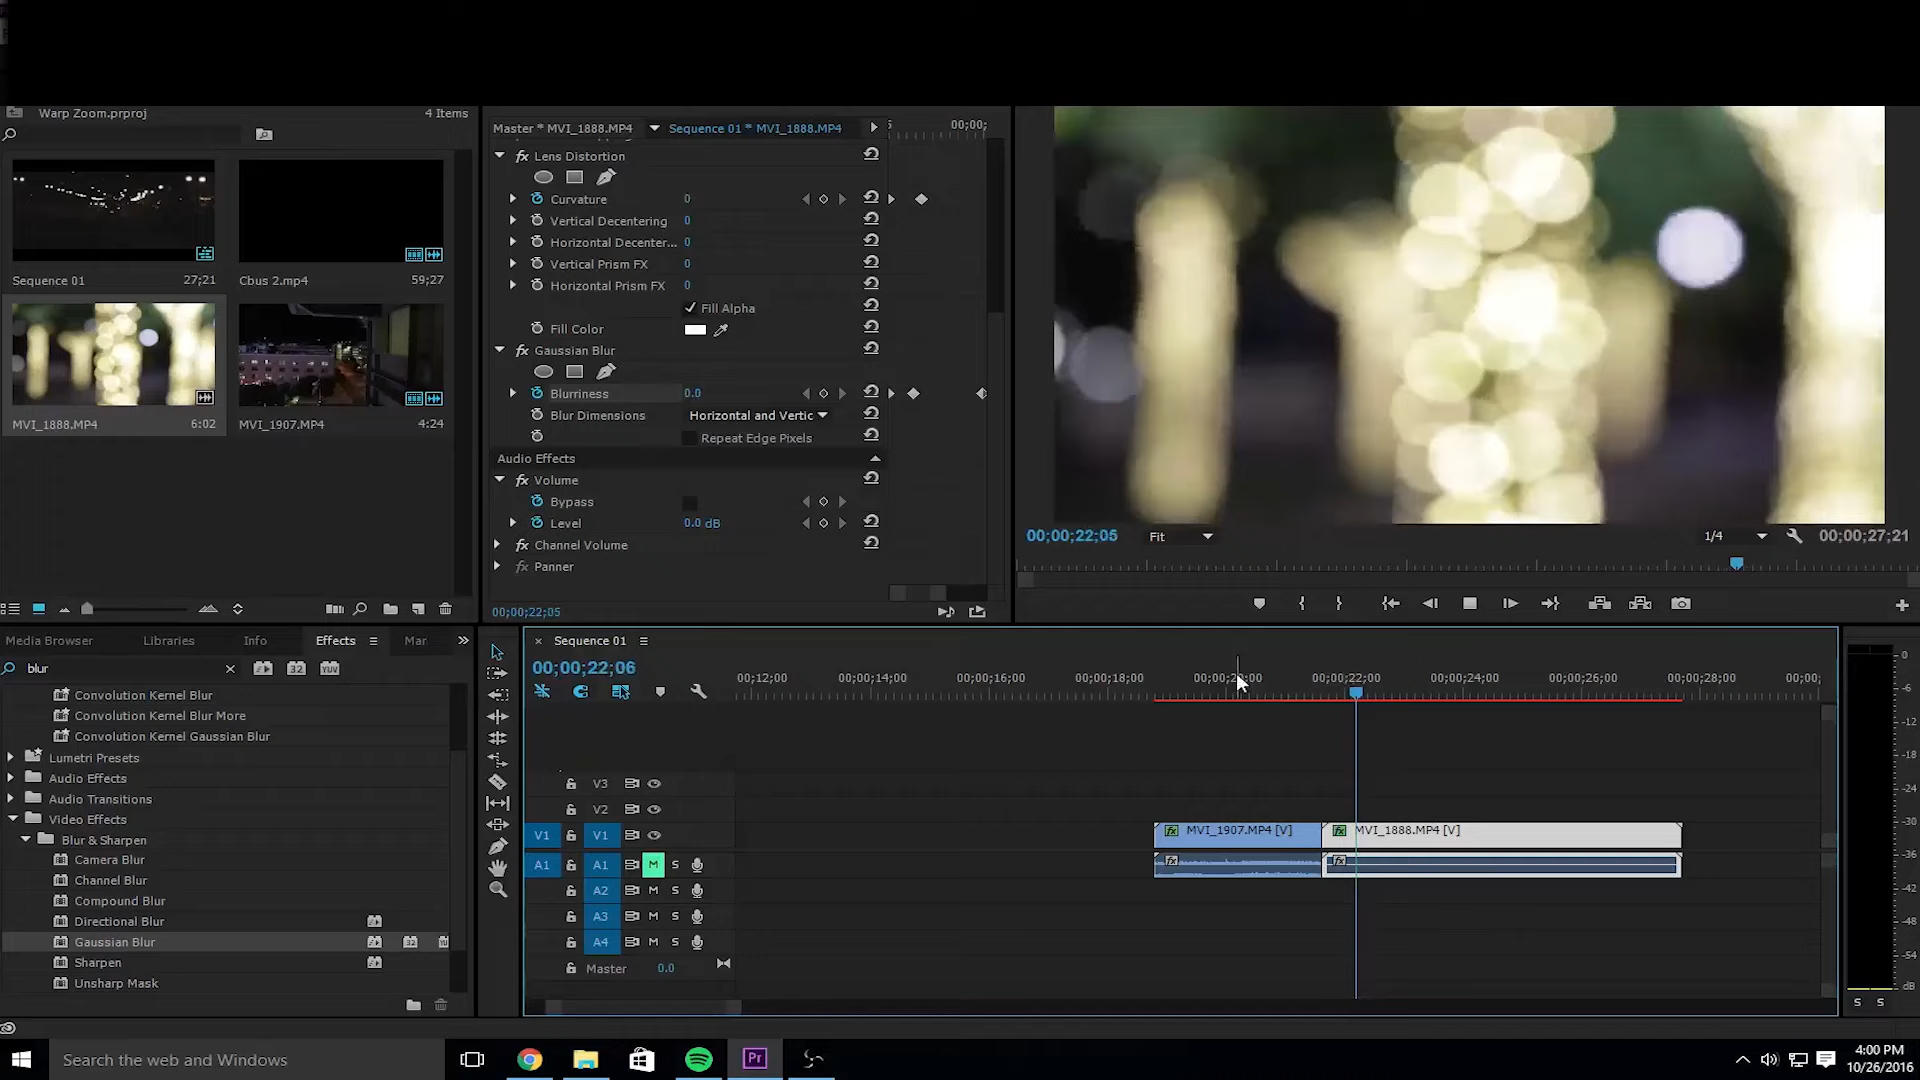 Warp Zoom.prproj
4 Items
Sequence 01
27;21
Cbus 2.mp4
59;27
MVI_1888.MP4
6:02
MVI_1907.MP4
4:24
Master * MVI_1888.MP4
Sequence 01 * MVI_1888.MP4
00;00;
fx Lens Distortion
Curvature 0
Vertical Decentering 0
Horizontal Decenter... 0
Vertical Prism FX 0
Horizontal Prism FX 0
Fill Alpha
Fill Color
fx Gaussian Blur
Blurriness 0.0
Blur Dimensions Horizontal and Vertic
Repeat Edge Pixels
Audio Effects
fx Volume
Bypass
Level 0.0 dB
fx Channel Volume
fx Panner
00;00;22;05
00;00;22;05
Fit
1/4
00;00;27;21
Media Browser
Libraries
Info
Effects
Mar
blur
32
YUV
Convolution Kernel Blur
Convolution Kernel Blur More
Convolution Kernel Gaussian Blur
Lumetri Presets
Audio Effects
Audio Transitions
Video Effects
Blur & Sharpen
Camera Blur
Channel Blur
Compound Blur
Directional Blur
Gaussian Blur
32
Sharpen
Unsharp Mask
Sequence 01
00;00;22;06
00;12;00
00;00;14;00
00;00;16;00
00;00;18;00
00;00;22;00
00;00;24;00
00;00;26;00
00;00;28;00
00;00;
V3
V2
V1 V1
MVI_1907.MP4 [V]
MVI_1888.MP4 [V]
A1 A1 M S
A2 M S
A3 M S
A4 M S
Master 0.0
0
-6
-12
-18
-24
-30
-36
-42
-48
-54
dB
S S
Search the web and Windows
Pr
4:00 PM
10/26/2016